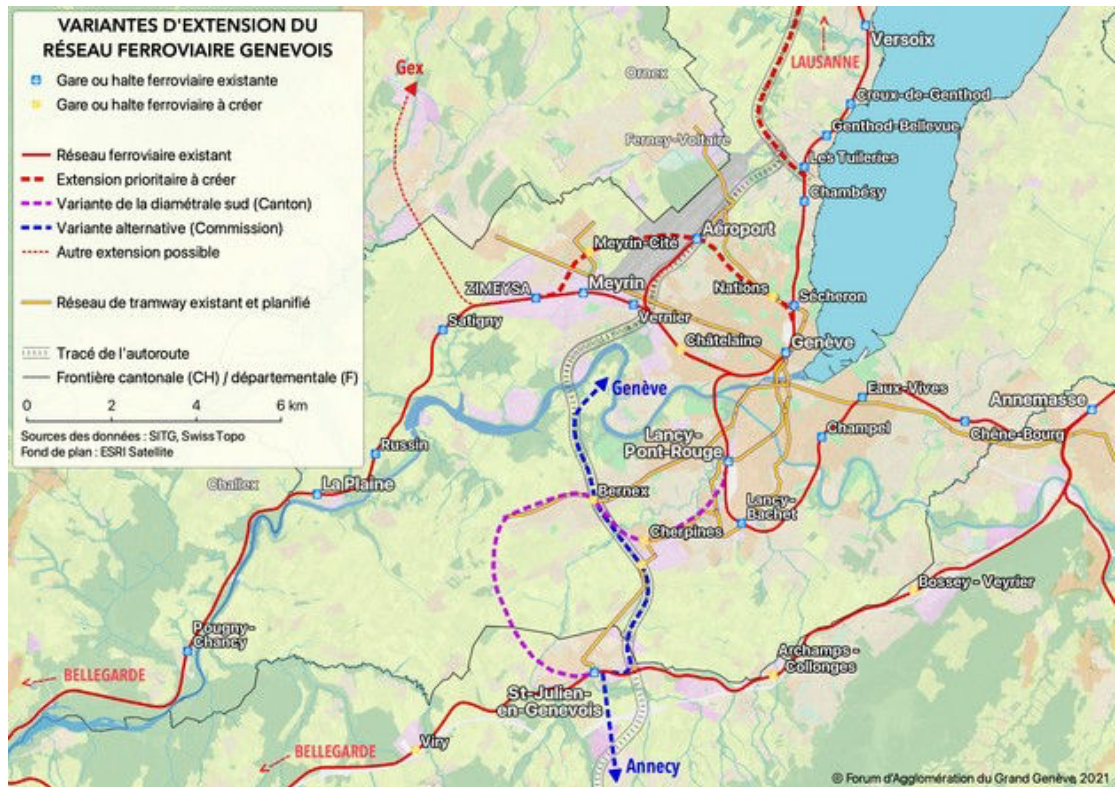 VARIANTES D'EXTENSION DU
RÉSEAU FERROVIAIRE GENEVOIS
Gare ou halte ferroviaire existante
Gare ou halte ferroviaire à créer
Réseau ferroviaire existant
Extension prioritaire à créer
Variante de la diamétrale sud (Canton)
Variante alternative (Commission)
Autre extension possible
Réseau de tramway existant et planifié
Tracé de l'autoroute
Frontière cantonale (CH) / départementale (F)
0 2 4 6 km
Sources des données : SITG, Swiss Topo
Fond de plan : ESRI Satellite
Gex
Ornex
LAUSANNE
Versoix
Creux-de-Genthod
Genthod-Bellevue
Ferney-Voltaire
Les Tuileries
Chambésy
Aéroport
Meyrin-Cité
Meyrin
ZIMEYSA
Nations
Sécheron
Vernier
Satigny
Châtelaine
Genève
Genève
Eaux-Vives
Annemasse
Champel
Chêne-Bourg
Lancy-
Pont-Rouge
Russin
La Plaine
Challex
Bernex
Lancy-
Bachet
Cherpines
Bossey - Veyrier
Pougny-
Chancy
Archamps -
Collonges
BELLEGARDE
St-Julien-
en-Genevois
Viry
BELLEGARDE
Annecy
© Forum d'Agglomération du Grand Genève, 2021